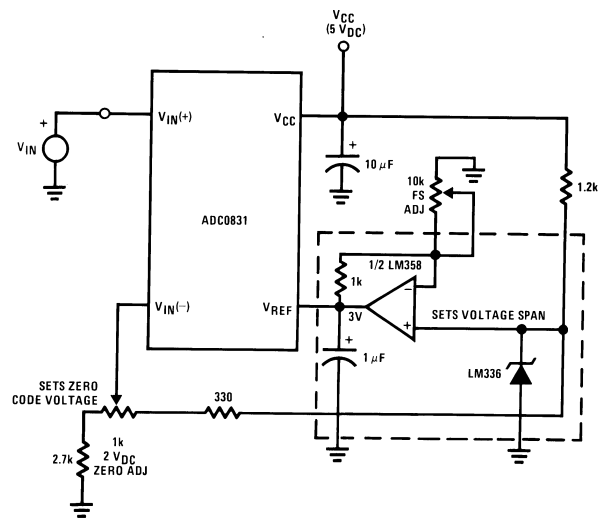 VCC
(5 VDC)
VIN(+)
VCC
+
VIN
+
10 µF
10k
FS
ADJ
1.2k
ADC0831
1/2 LM358
1k
−
VIN(−)
VREF
3V
+
SETS VOLTAGE SPAN
+
1 µF
LM336
SETS ZERO
CODE VOLTAGE
330
1k
2 VDC
ZERO ADJ
2.7k